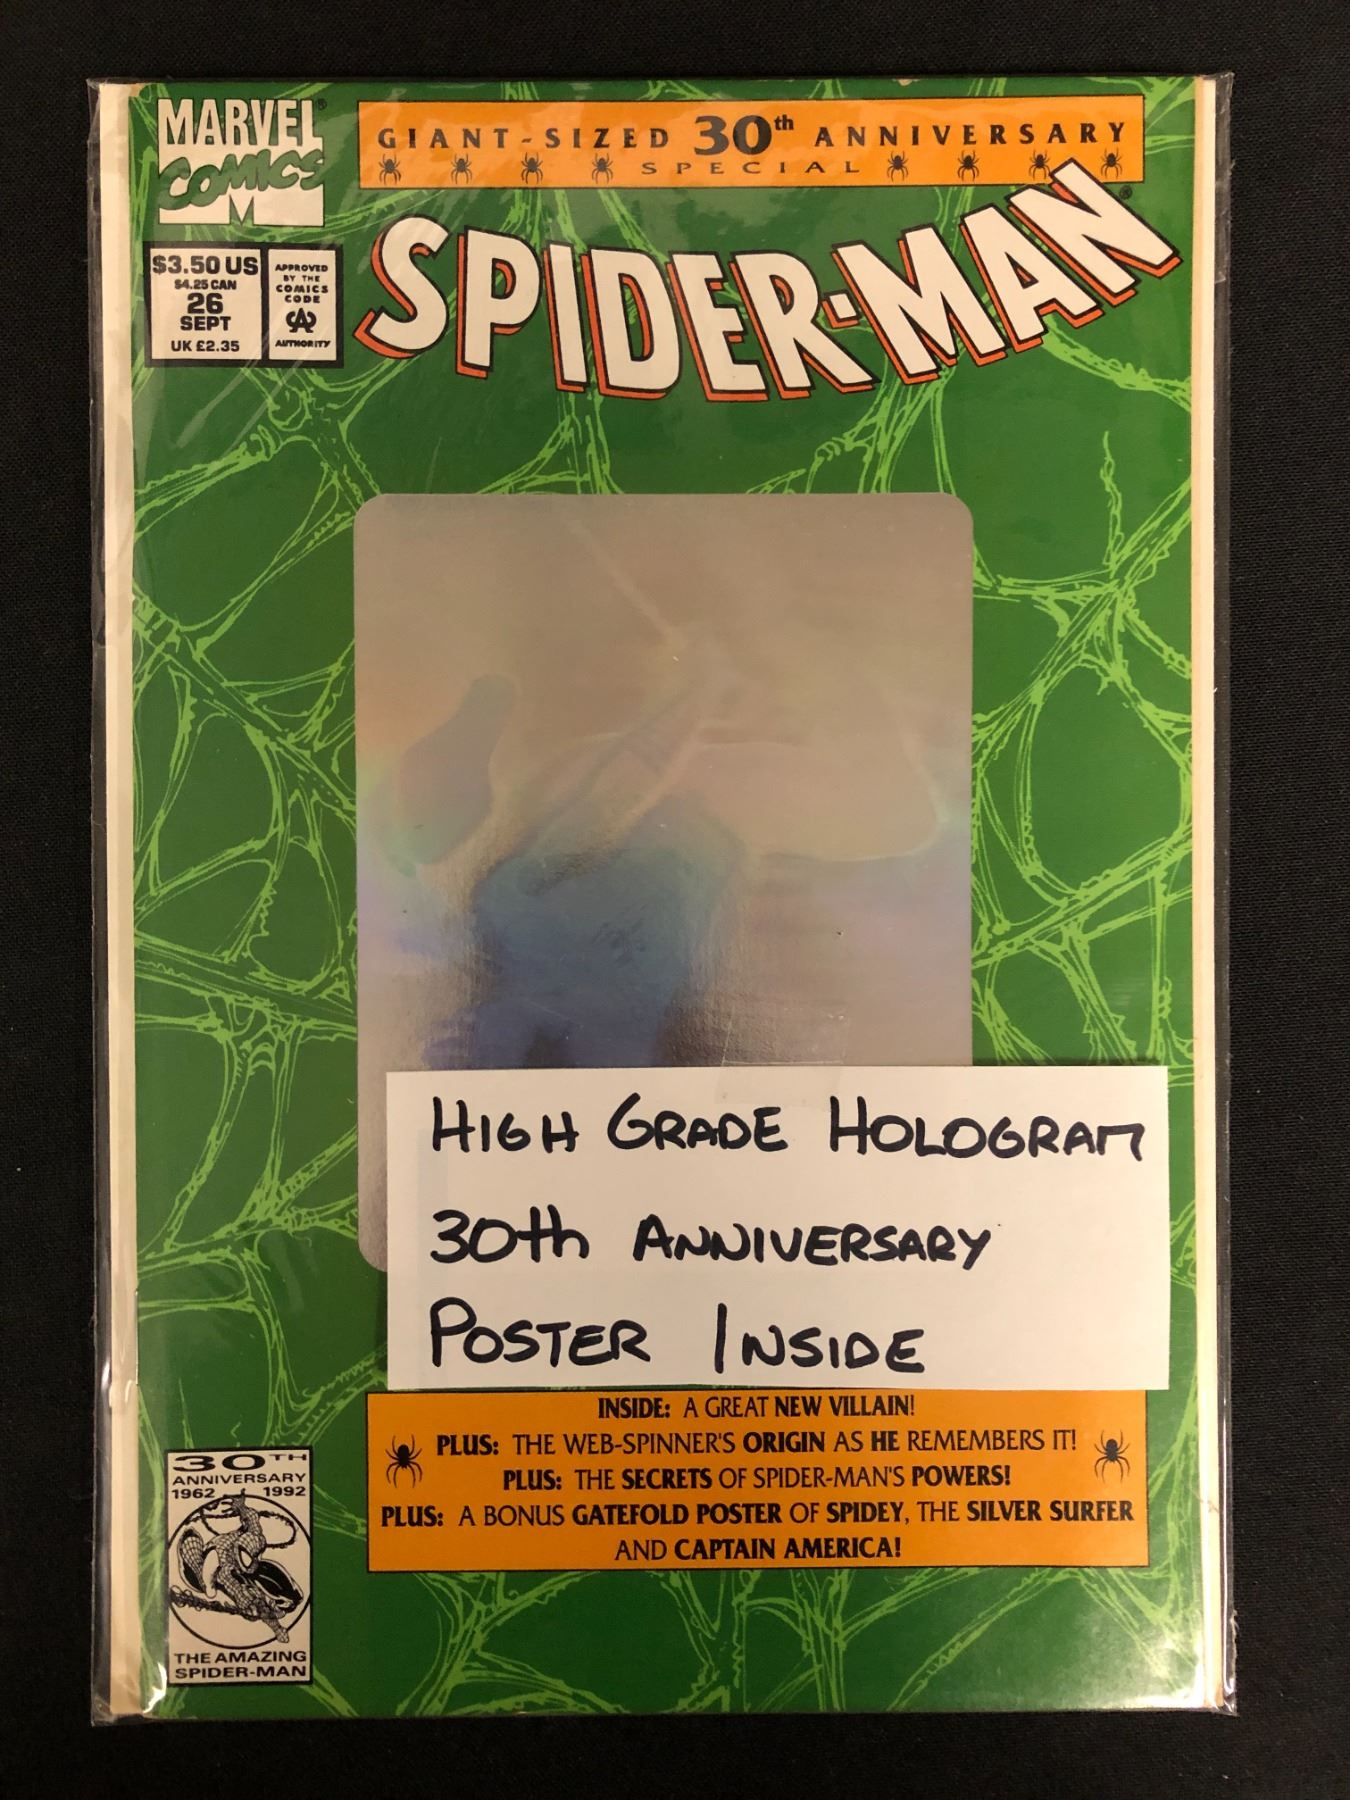 MARVEL®
COMICS
M
GIANT-SIZED 30th ANNIVERSARY
SPECIAL
SPIDER-MAN®
$3.50 US
$4.25 CAN
26
SEPT
UK £2.35
APPROVED
BY THE
COMICS
CODE
CA
AUTHORITY
HIGH GRADE HOLOGRAM
30th ANNIVERSARY
POSTER INSIDE
INSIDE: A GREAT NEW VILLAIN!
PLUS: THE WEB-SPINNER'S ORIGIN AS HE REMEMBERS IT!
PLUS: THE SECRETS OF SPIDER-MAN'S POWERS!
PLUS: A BONUS GATEFOLD POSTER OF SPIDEY, THE SILVER SURFER
AND CAPTAIN AMERICA!
30TH
ANNIVERSARY
1962 1992
THE AMAZING
SPIDER-MAN